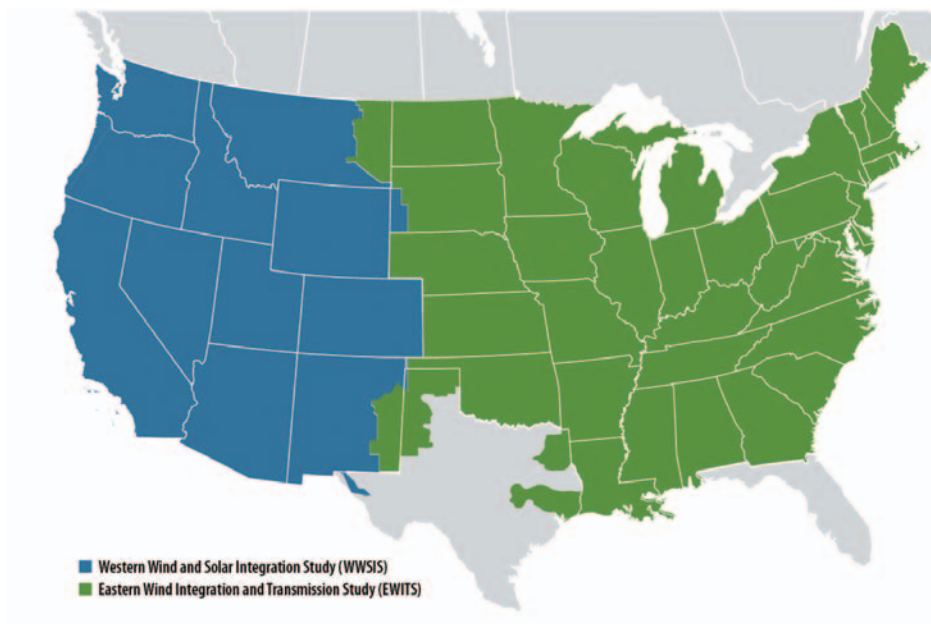 Western Wind and Solar Integration Study (WWSIS)
Eastern Wind Integration and Transmission Study (EWITS)